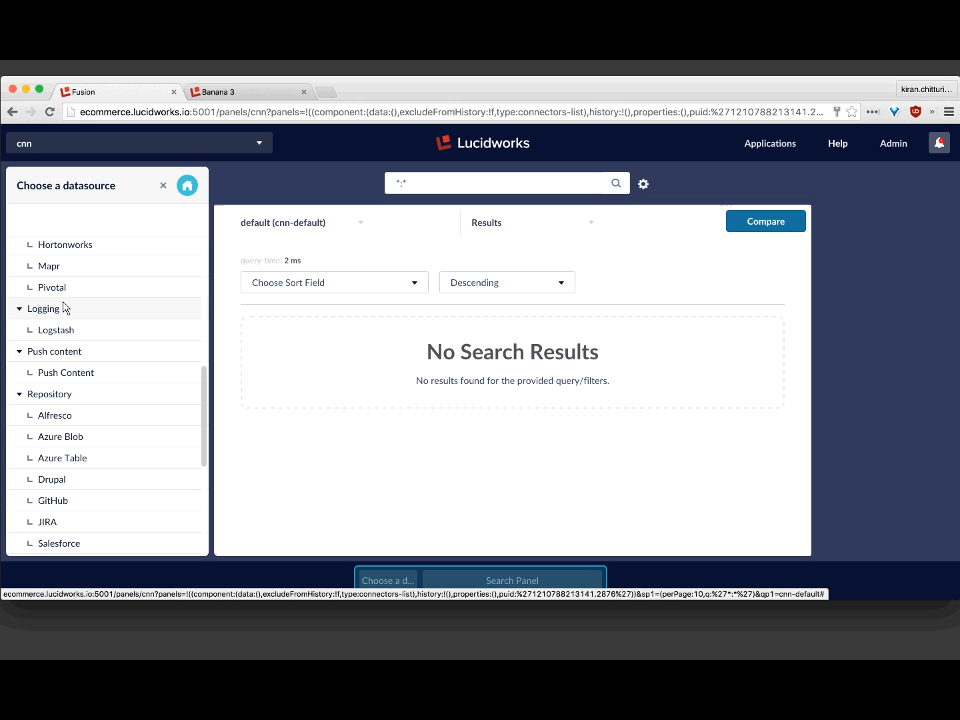 Fusion
Banana 3
kiran.chitturi...
ecommerce.lucidworks.io:5001/panels/cnn?panels=!((component:(data:(),excludeFromHistory:!f,type:connectors-list),history:!(),properties:(),puid:%271210788213141.2...
cnn
Lucidworks
Applications
Help
Admin
Choose a datasource
*:*
default (cnn-default)
Results
Compare
query-time: 2 ms
Choose Sort Field
Descending
No Search Results
No results found for the provided query/filters.
Hortonworks
Mapr
Pivotal
Logging
Logstash
Push content
Push Content
Repository
Alfresco
Azure Blob
Azure Table
Drupal
GitHub
JIRA
Salesforce
Choose a d...
Search Panel
ecommerce.lucidworks.io:5001/panels/cnn?panels=!((component:(data:(),excludeFromHistory:!f,type:connectors-list),history:!(),properties:(),puid:%271210788213141.2876%27))&sp1=(perPage:10,q:%27*:*%27)&qp1=cnn-default#